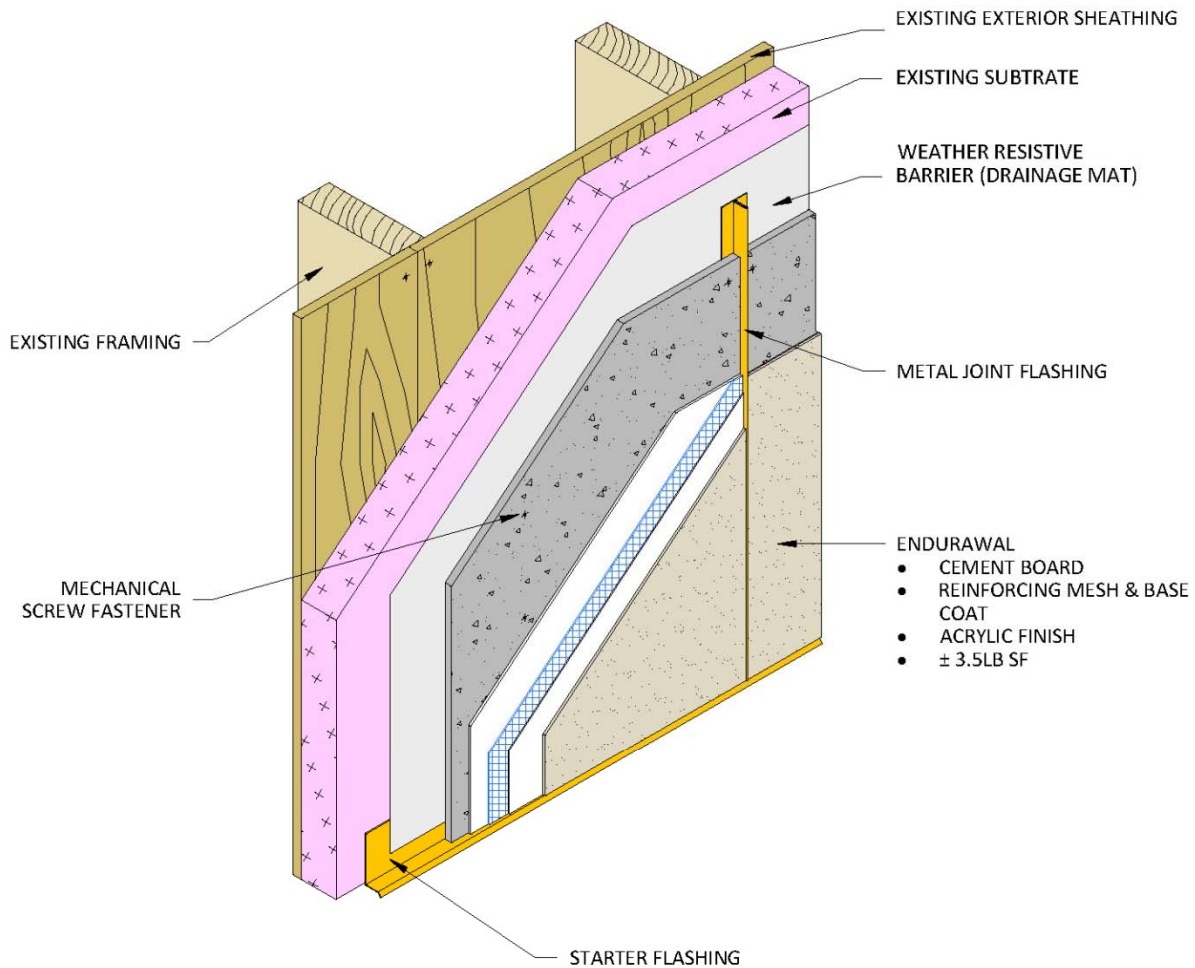 EXISTING EXTERIOR SHEATHING
EXISTING SUBTRATE
WEATHER RESISTIVE
BARRIER (DRAINAGE MAT)
EXISTING FRAMING
METAL JOINT FLASHING
MECHANICAL
SCREW FASTENER
ENDURAWAL
• CEMENT BOARD
• REINFORCING MESH & BASE
COAT
• ACRYLIC FINISH
• ± 3.5LB SF
STARTER FLASHING